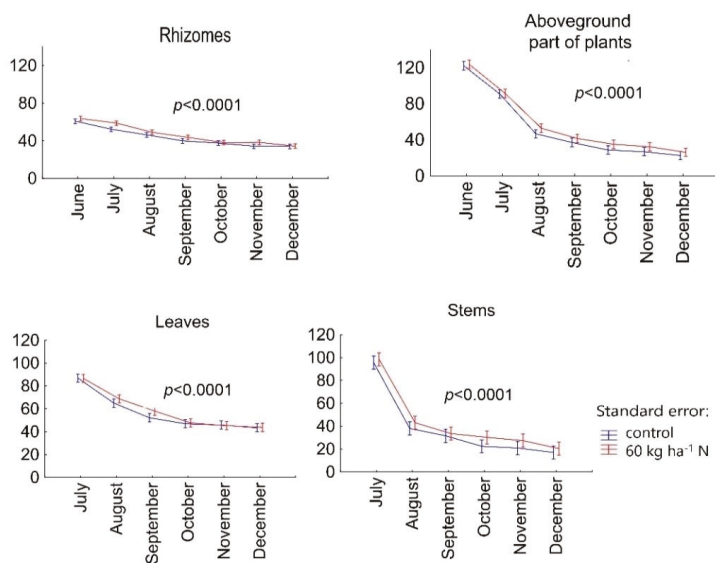 Rhizomes
120
80
40
0
p<0.0001
June
July
August
September
October
November
December
Aboveground
part of plants
120
80
40
0
p<0.0001
June
July
August
September
October
November
December
Leaves
120
100
80
60
40
20
0
p<0.0001
July
August
September
October
November
December
Stems
120
100
80
60
40
20
0
p<0.0001
July
August
September
October
November
December
Standard error:
control
60 kg ha⁻¹ N